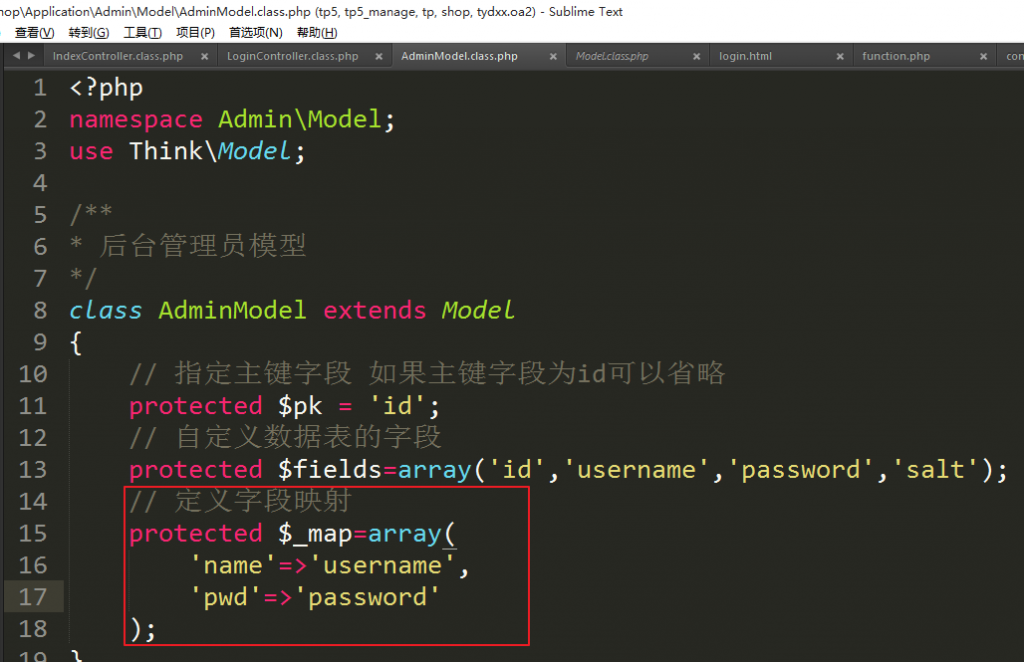 hop\Application\Admin\Model\AdminModel.class.php (tp5, tp5_manage, tp, shop, tydxx.oa2) - Sublime Text
查看(V) 转到(G) 工具(T) 项目(P) 首选项(N) 帮助(H)
IndexController.class.php × LoginController.class.php × AdminModel.class.php × Model.class.php × login.html × function.php × con
1 <?php
2 namespace Admin\Model;
3 use Think\Model;
4
5 /**
6 * 后台管理员模型
7 */
8 class AdminModel extends Model
9 {
10 // 指定主键字段 如果主键字段为id可以省略
11 protected $pk = 'id';
12 // 自定义数据表的字段
13 protected $fields=array('id','username','password','salt');
14 // 定义字段映射
15 protected $_map=array(
16 'name'=>'username',
17 'pwd'=>'password'
18 );
19 }